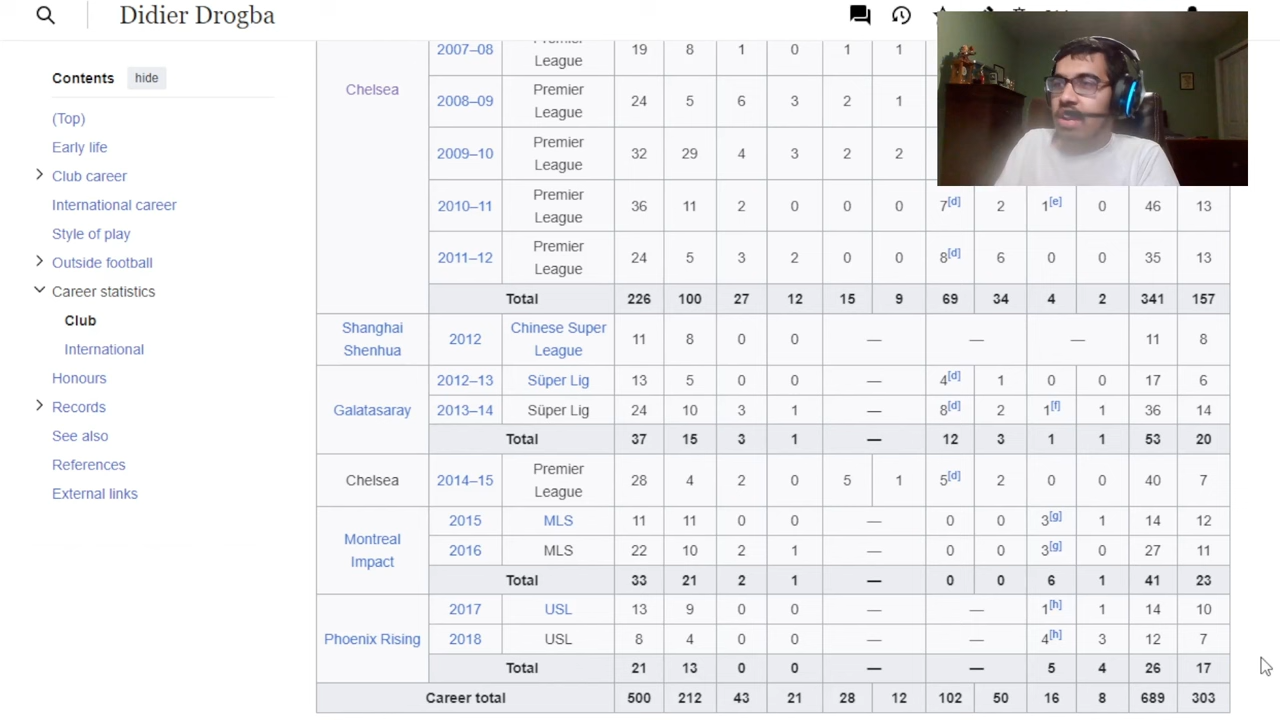 Didier Drogba
Contents hide
(Top)
Early life
Club career
International career
Style of play
Outside football
Career statistics
Club
International
Honours
Records
See also
References
External links
Chelsea
2007–08 Premier League 19 8 1 0 1 1
2008–09 Premier League 24 5 6 3 2 1
2009–10 Premier League 32 29 4 3 2 2
2010–11 Premier League 36 11 2 0 0 0 7[d] 2 1[e] 0 46 13
2011–12 Premier League 24 5 3 2 0 0 8[d] 6 0 0 35 13
Total 226 100 27 12 15 9 69 34 4 2 341 157
Shanghai Shenhua 2012 Chinese Super League 11 8 0 0 — — — 11 8
Galatasaray
2012–13 Süper Lig 13 5 0 0 — 4[d] 1 0 0 17 6
2013–14 Süper Lig 24 10 3 1 — 8[d] 2 1[f] 1 36 14
Total 37 15 3 1 — 12 3 1 1 53 20
Chelsea 2014–15 Premier League 28 4 2 0 5 1 5[d] 2 0 0 40 7
Montreal Impact
2015 MLS 11 11 0 0 — 0 0 3[g] 1 14 12
2016 MLS 22 10 2 1 — 0 0 3[g] 0 27 11
Total 33 21 2 1 — 0 0 6 1 41 23
Phoenix Rising
2017 USL 13 9 0 0 — — 1[h] 1 14 10
2018 USL 8 4 0 0 — — 4[h] 3 12 7
Total 21 13 0 0 — — 5 4 26 17
Career total 500 212 43 21 28 12 102 50 16 8 689 303